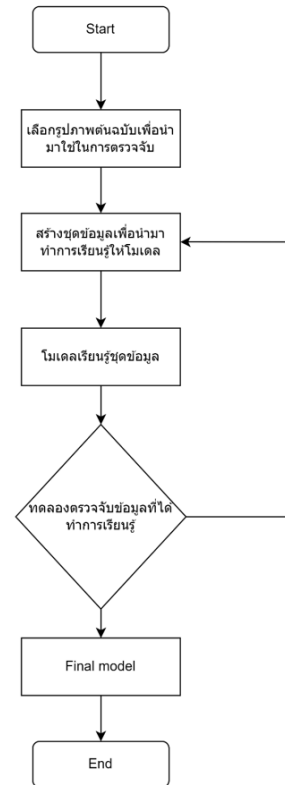 Start
เลือกรูปภาพต้นฉบับเพื่อนำ
มาใช้ในการตรวจจับ
สร้างชุดข้อมูลเพื่อนำมา
ทำการเรียนรู้ให้โมเดล
โมเดลเรียนรู้ชุดข้อมูล
ทดลองตรวจจับข้อมูลที่ได้
ทำการเรียนรู้
Final model
End